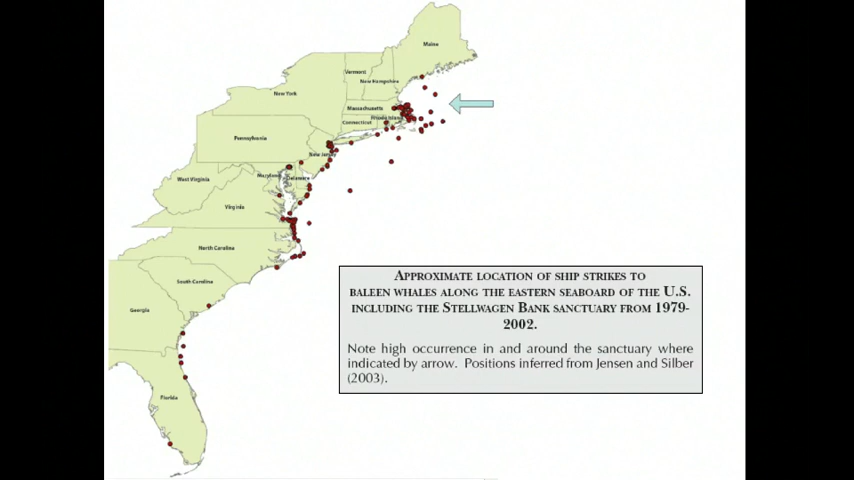 Maine
Vermont
New Hampshire
New York
Massachusetts
Rhode Island
Connecticut
Pennsylvania
New Jersey
Maryland
Delaware
West Virginia
Virginia
North Carolina
South Carolina
Georgia
Florida
APPROXIMATE LOCATION OF SHIP STRIKES TO
BALEEN WHALES ALONG THE EASTERN SEABOARD OF THE U.S.
INCLUDING THE STELLWAGEN BANK SANCTUARY FROM 1979-
2002.
Note high occurrence in and around the sanctuary where
indicated by arrow. Positions inferred from Jensen and Silber
(2003).